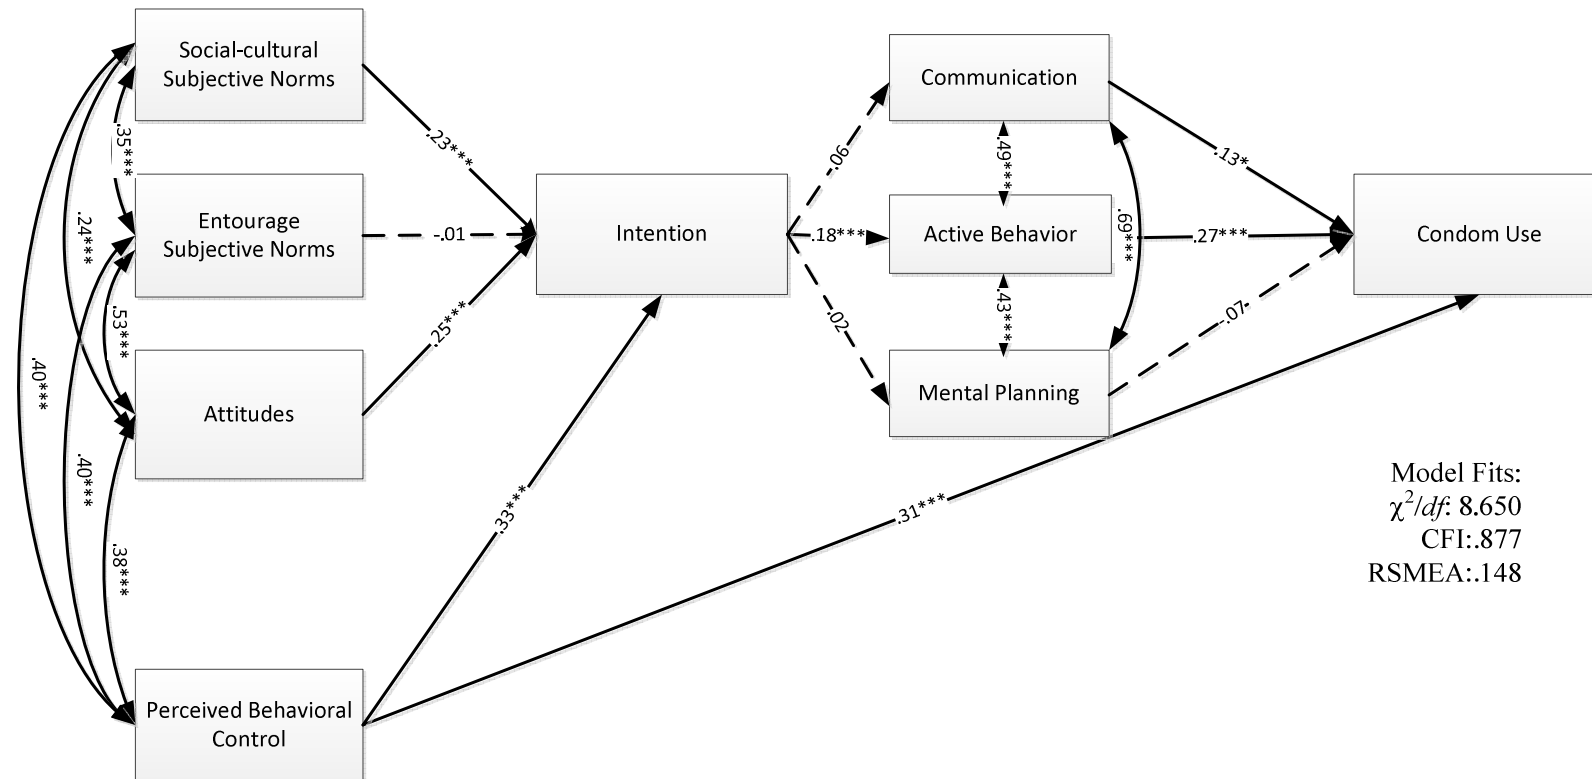 Social-cultural
Subjective Norms
Entourage
Subjective Norms
Attitudes
Perceived Behavioral
Control
.35***
.24***
.53***
.40***
.40***
.38***
.23***
-.01
.25***
.33***
Intention
.06
.18***
.02
Communication
.49***
Active Behavior
.43***
Mental Planning
.69***
.13*
.27***
-.07
.31***
Condom Use
Model Fits:
χ²/df: 8.650
CFI:.877
RSMEA:.148